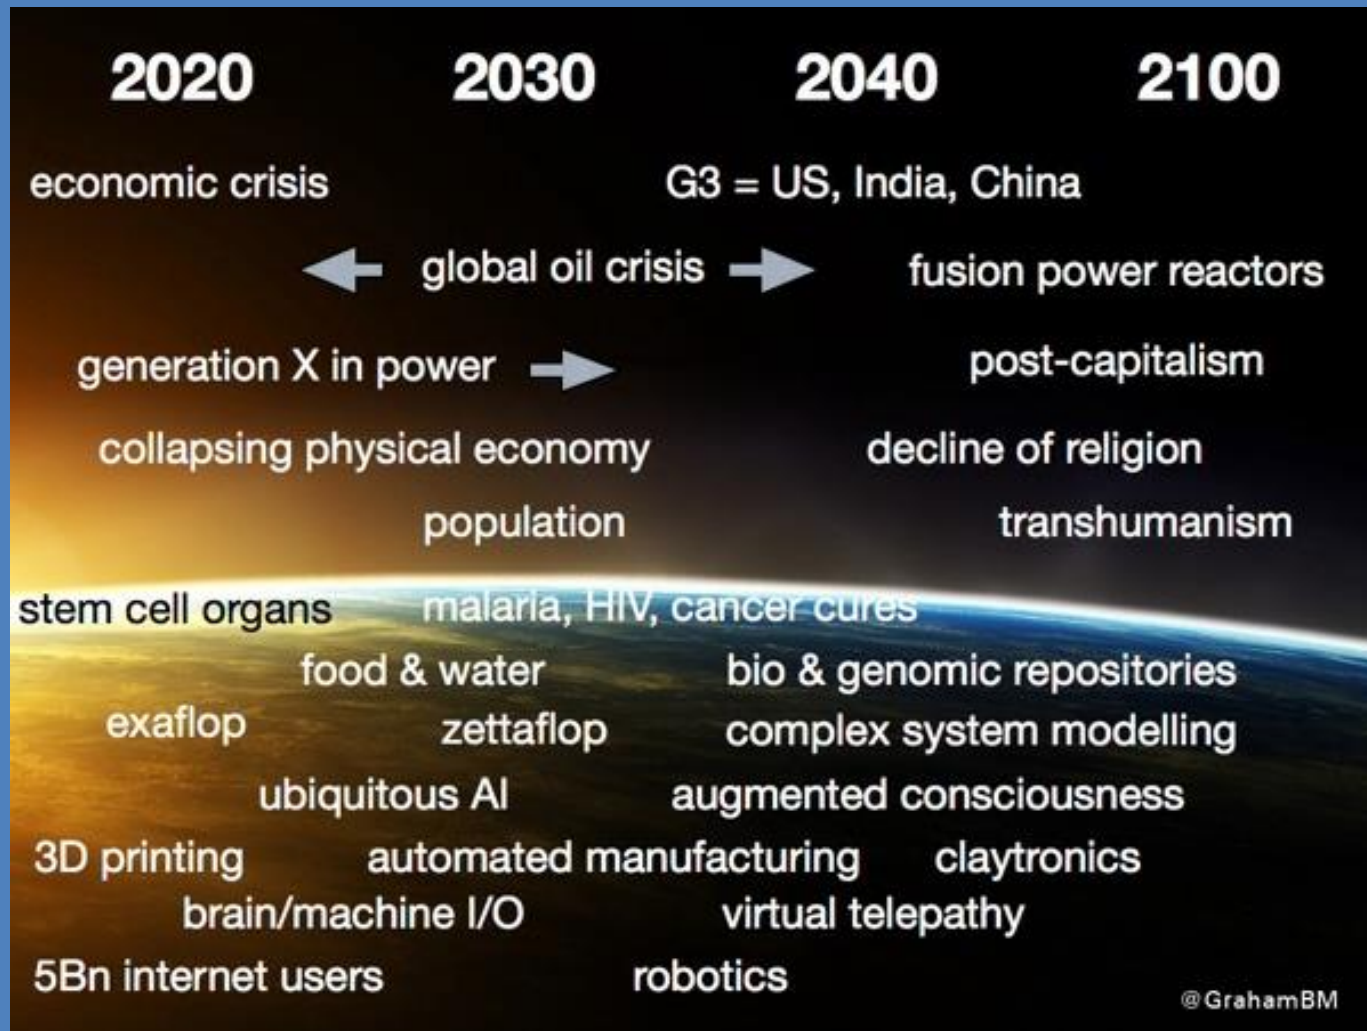 2020 2030 2040 2100
economic crisis G3 = US, India, China
global oil crisis fusion power reactors
generation X in power post-capitalism
collapsing physical economy decline of religion
population transhumanism
stem cell organs malaria, HIV, cancer cures
food & water bio & genomic repositories
exaflop zettaflop complex system modelling
ubiquitous AI augmented consciousness
3D printing automated manufacturing claytronics
brain/machine I/O virtual telepathy
5Bn internet users robotics
@GrahamBM